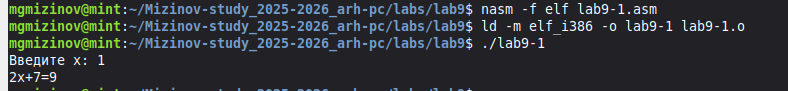 mgmizinov@mint:~/Mizinov-study_2025-2026_arh-pc/labs/lab9$ nasm -f elf lab9-1.asm
mgmizinov@mint:~/Mizinov-study_2025-2026_arh-pc/labs/lab9$ ld -m elf_i386 -o lab9-1 lab9-1.o
mgmizinov@mint:~/Mizinov-study_2025-2026_arh-pc/labs/lab9$ ./lab9-1
Введите x: 1
2x+7=9